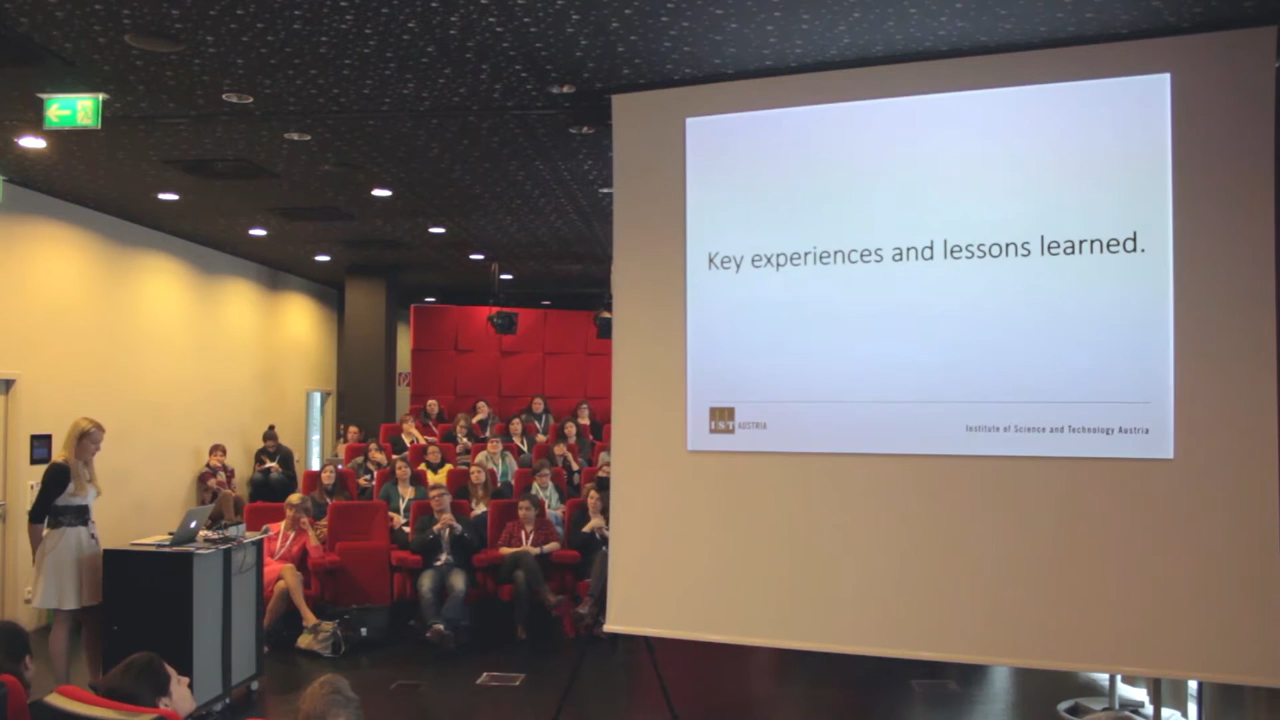 Key experiences and lessons learned.
IST AUSTRIA
Institute of Science and Technology Austria